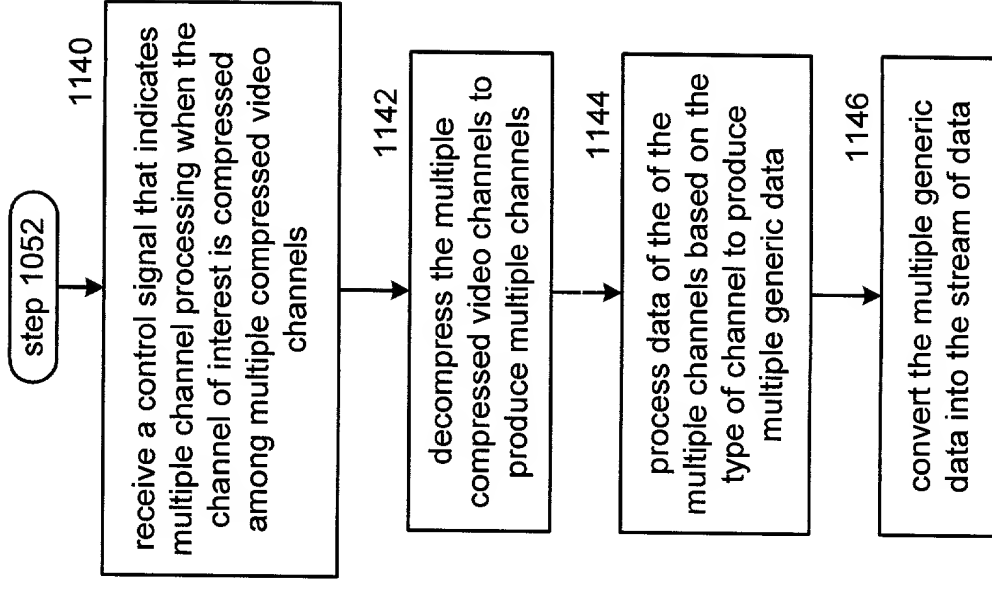 step 1052
1140
receive a control signal that indicates
multiple channel processing when the
channel of interest is compressed
among multiple compressed video
channels
1142
decompress the multiple
compressed video channels to
produce multiple channels
1144
process data of the of the
multiple channels based on the
type of channel to produce
multiple generic data
1146
convert the multiple generic
data into the stream of data